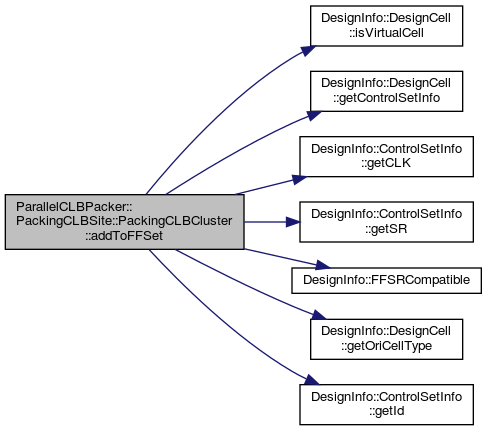 DesignInfo::DesignCell
::isVirtualCell
DesignInfo::DesignCell
::getControlSetInfo
DesignInfo::ControlSetInfo
::getCLK
ParallelCLBPacker::
PackingCLBSite::PackingCLBCluster
::addToFFSet
DesignInfo::ControlSetInfo
::getSR
DesignInfo::FFSRCompatible
DesignInfo::DesignCell
::getOriCellType
DesignInfo::ControlSetInfo
::getId